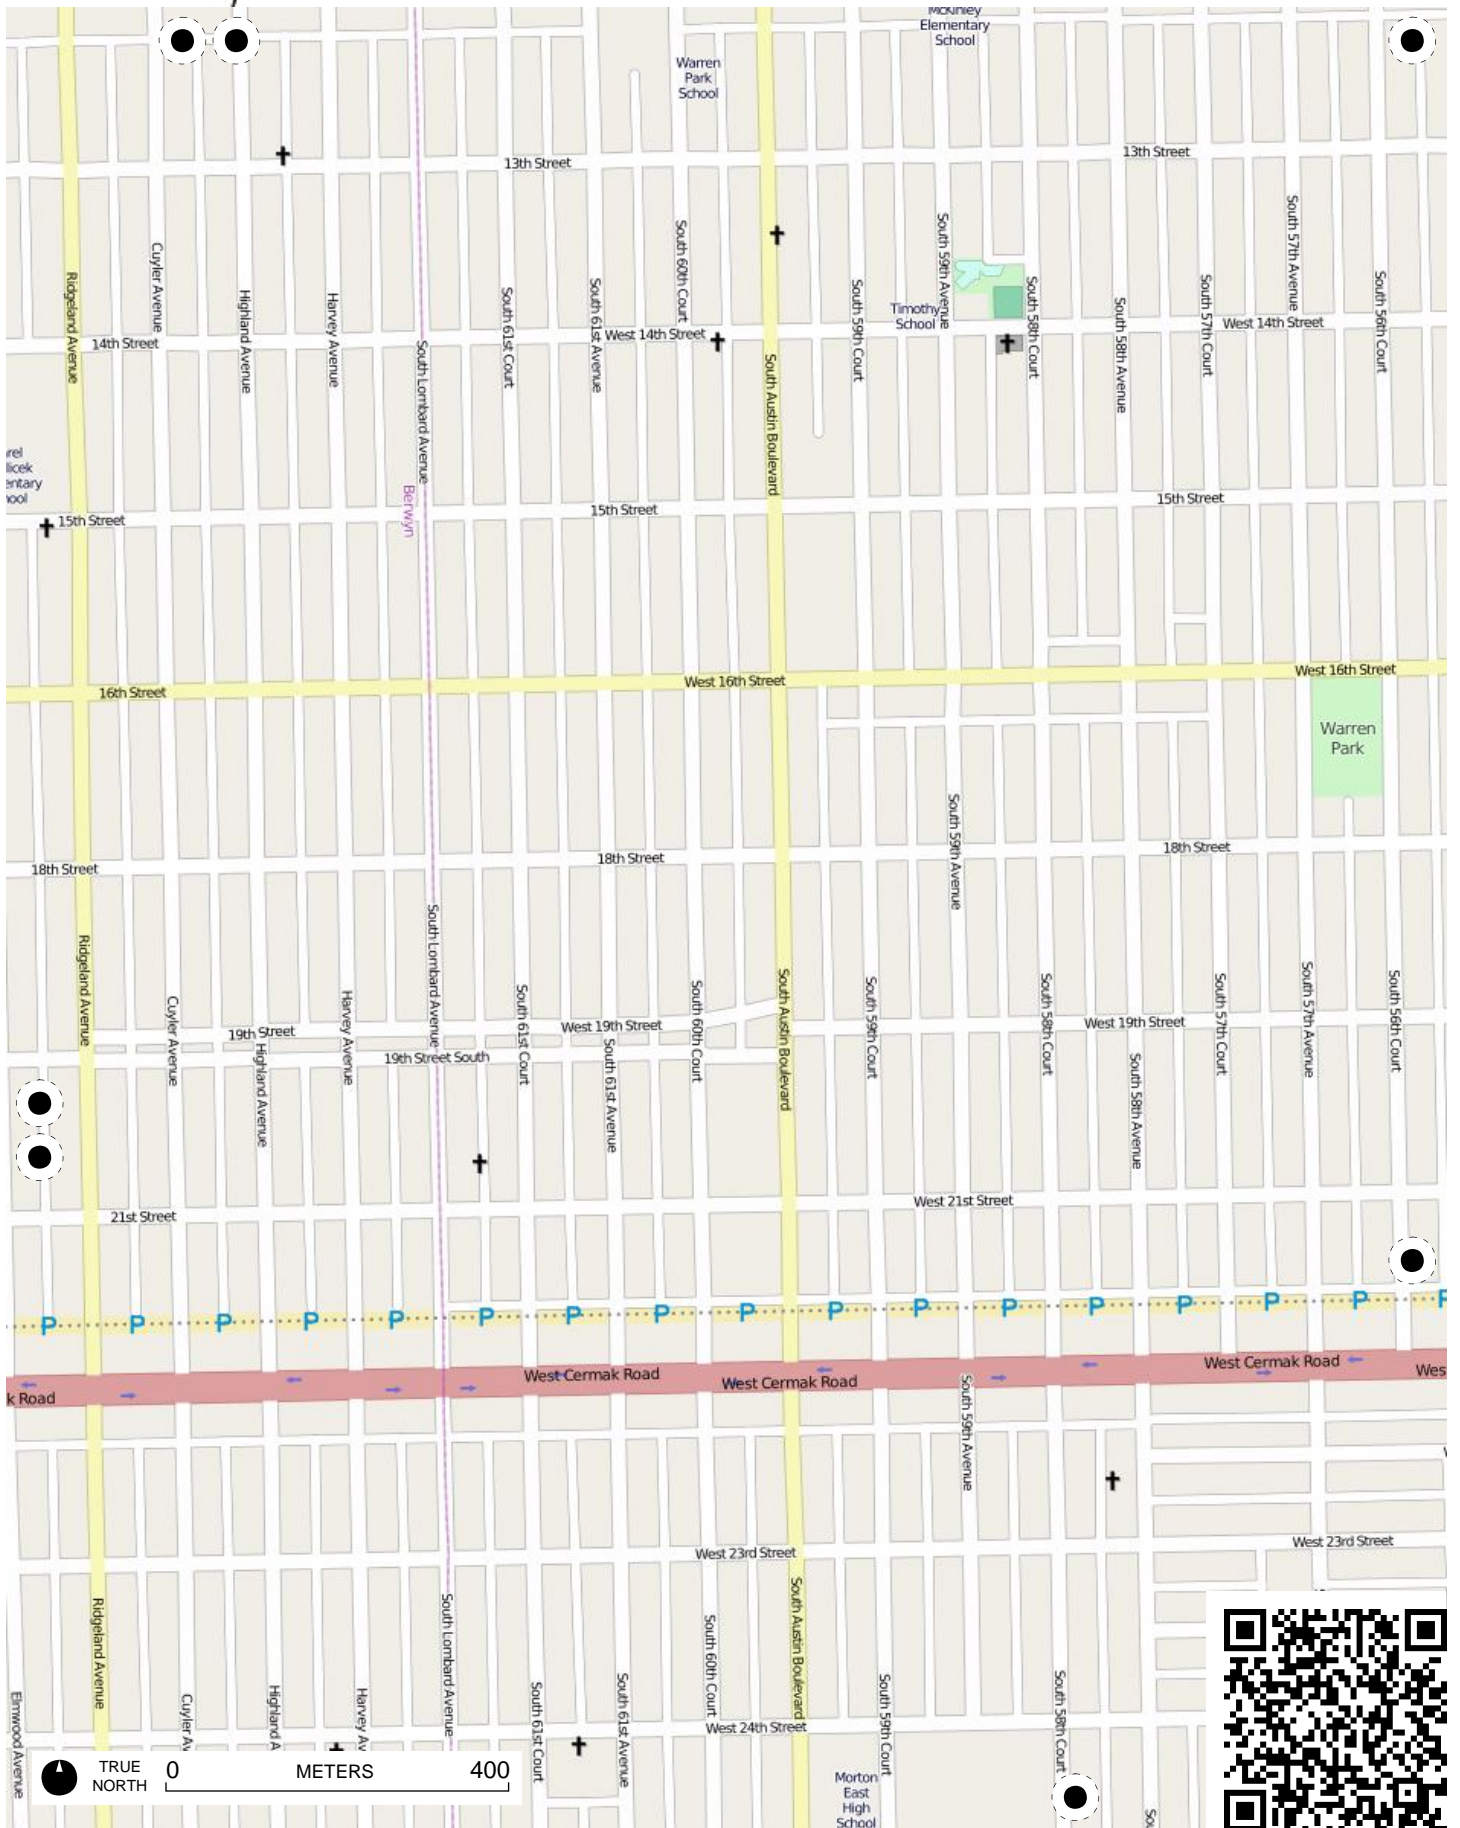 McKinley
Elementary
School
Warren
Park
School
13th Street
13th Street
South 57th Avenue
South 59th Avenue
South 60th Court
Cuyler Avenue
Ridgeland Avenue
South 56th Court
South 57th Court
South 58th Court
South 59th Court
South 61st Avenue
South 61st Court
Highland Avenue
Harvey Avenue
South 58th Avenue
Timothy
School
West 14th Street
West 14th Street
14th Street
South Lombard Avenue
South Austin Boulevard
Berwyn
15th Street
15th Street
15th Street
West 16th Street
West 16th Street
16th Street
Warren
Park
South 59th Avenue
18th Street
18th Street
18th Street
South Lombard Avenue
Ridgeland Avenue
South 57th Avenue
South 56th Court
South 57th Court
South 58th Court
South 59th Court
South Austin Boulevard
South 60th Court
South 61st Court
Harvey Avenue
Cuyler Avenue
West 19th Street
West 19th Street
19th Street
Highland Avenue
South 61st Avenue
South 58th Avenue
19th Street South
West 21st Street
21st Street
P P P P P P P P P P P P P P P P P
West Cermak Road
West Cermak Road
West Cermak Road
Wes
k Road
South 59th Avenue
West 23rd Street
West 23rd Street
South Austin Boulevard
Ridgeland Avenue
South Lombard Avenue
South 60th Court
South 58th Court
South 59th Court
South 61st Avenue
South 61st Court
Harvey Av
Highland A
Cuyler Av
Elmwood Avenue
West 24th Street
TRUE
NORTH
0 METERS 400
Morton
East
High
School